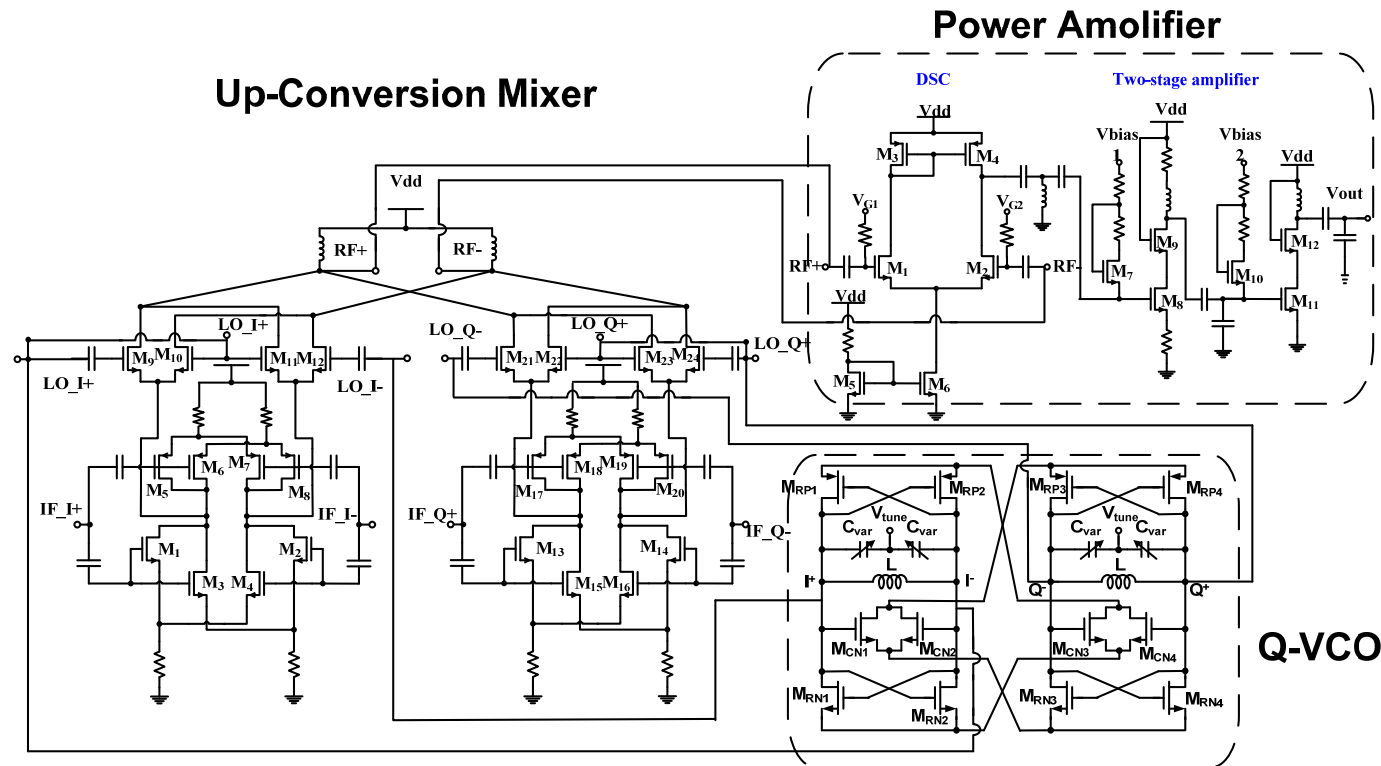 Power Amolifier
Up-Conversion Mixer
DSC
Two-stage amplifier
Vdd
Vdd
Vbias
1
Vbias
2
Vdd
Vout
M3
M4
VG1
VG2
M9
M12
M7
M10
RF+
M1
M2
RF-
M8
M11
Vdd
M5
M6
Vdd
RF+
RF-
LO_I+
M9
M10
M11
M12
LO_I+
LO_I-
LO_Q-
LO_Q+
LO_Q+
M21
M22
M23
M24
M6
M7
M5
M8
IF_I+
IF_I-
M1
M2
M3
M4
M18
M19
M17
M20
IF_Q+
IF_Q-
M13
M14
M15
M16
MRP1
MRP2
MRP3
MRP4
Vtune
Cvar
Cvar
Vtune
Cvar
Cvar
L
L
I+
I-
Q-
Q+
MCN1
MCN2
MCN3
MCN4
Q-VCO
MRN1
MRN2
MRN3
MRN4